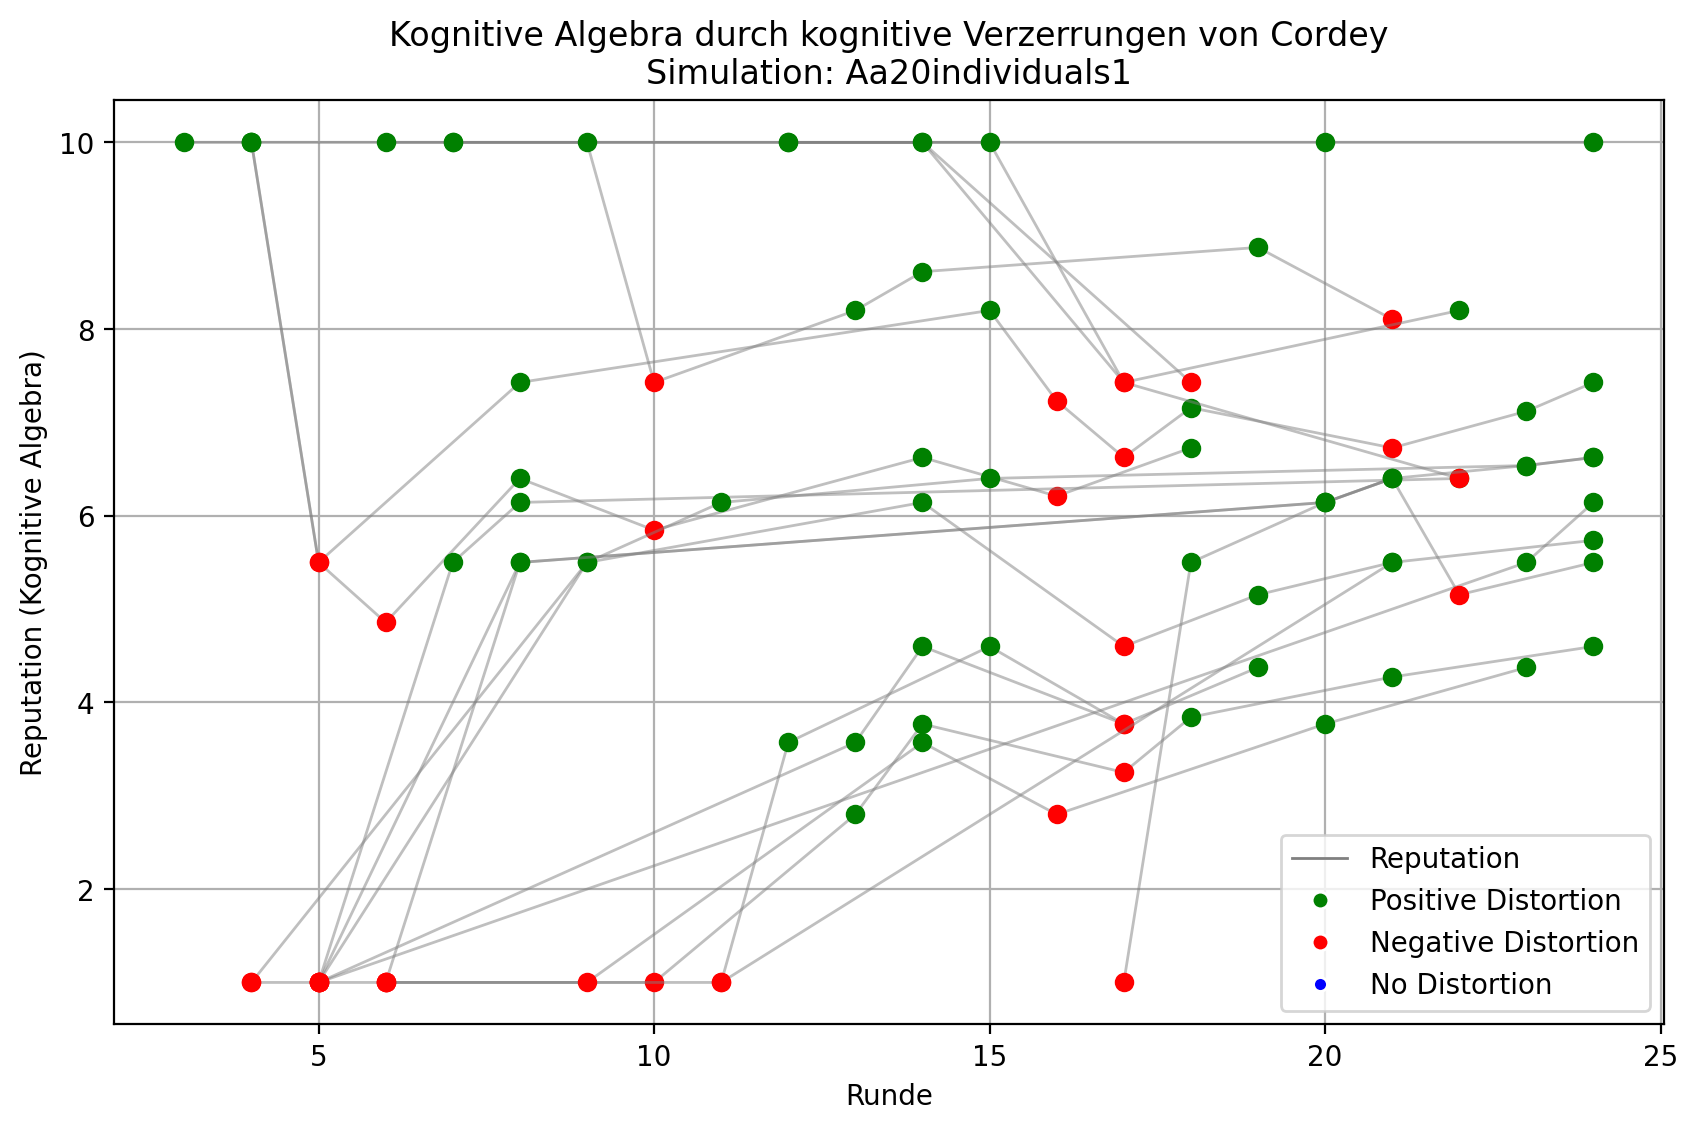 Kognitive Algebra durch kognitive Verzerrungen von Cordey
Simulation: Aa20individuals1
Reputation (Kognitive Algebra)
10
8
6
4
2
5
10
15
20
25
Runde
Reputation
Positive Distortion
Negative Distortion
No Distortion